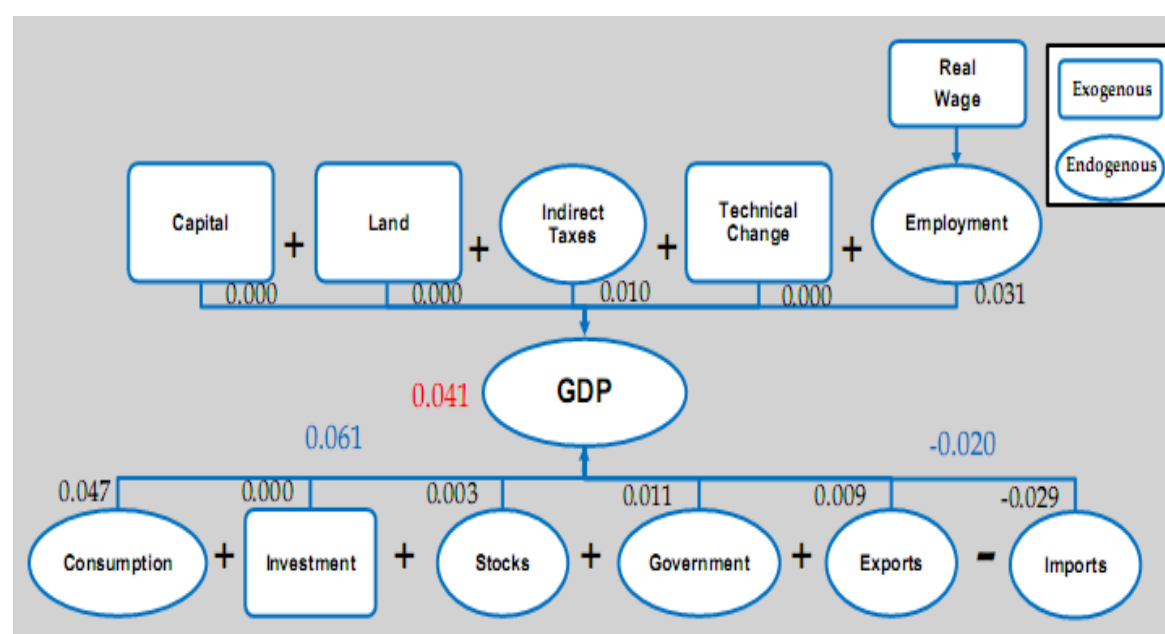 Real
Wage
Exogenous
Endogenous
Capital + Land + Indirect
Taxes + Technical
Change + Employment
0.000 0.000 0.010 0.000 0.031
GDP
0.041
0.061 -0.020
0.047 0.000 0.003 0.011 0.009 -0.029
Consumption + Investment + Stocks + Government + Exports - Imports